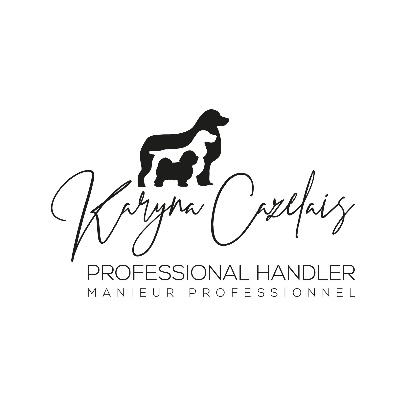 Karyna Cazelais
PROFESSIONAL HANDLER
MANIEUR PROFESSIONNEL